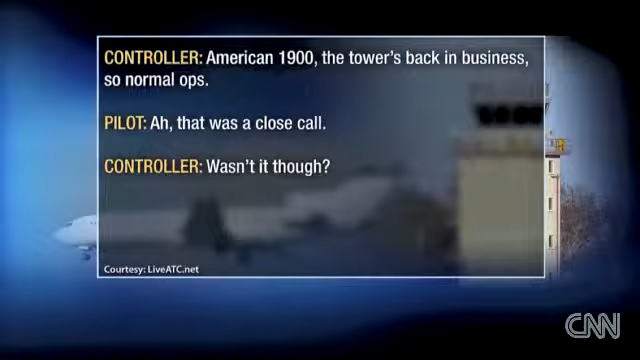 CONTROLLER: American 1900, the tower's back in business,
so normal ops.
PILOT: Ah, that was a close call.
CONTROLLER: Wasn't it though?
Courtesy: LiveATC.net
CNN